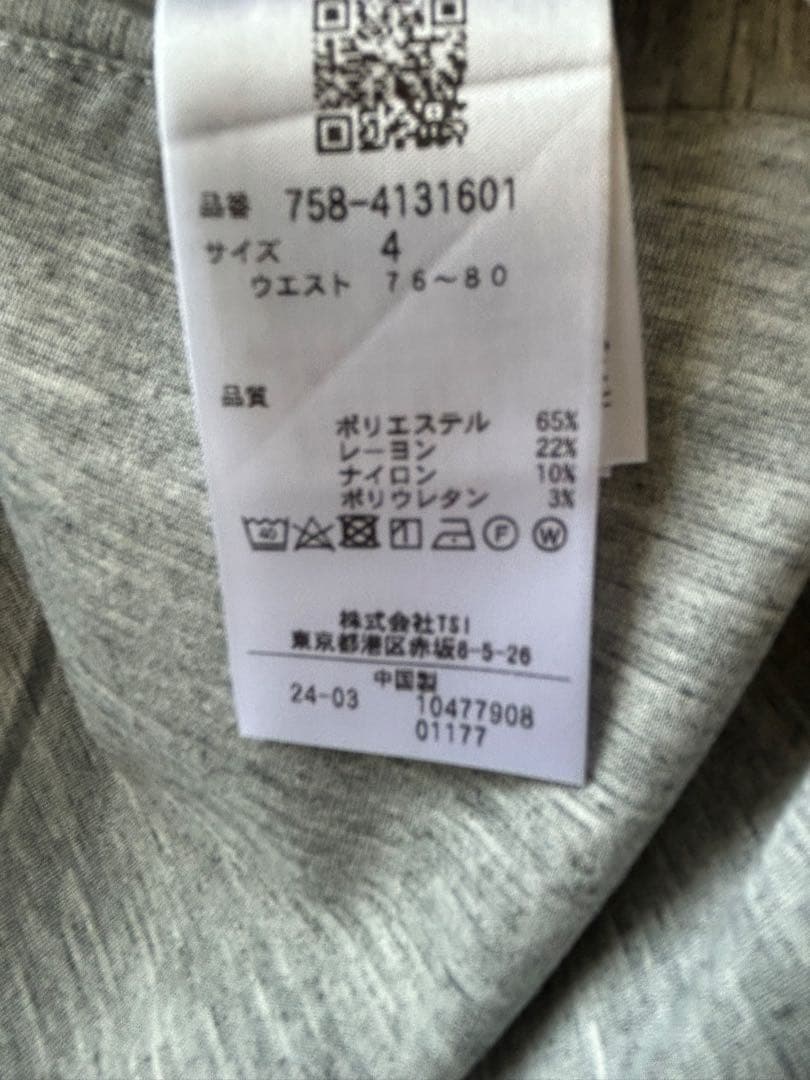 品番 758-4131601
サイズ 4
ウエスト 76～80
品質
ポリエステル 65%
レーヨン 22%
ナイロン 10%
ポリウレタン 3%
40 F W
株式会社TSI
東京都港区赤坂8-5-26
中国製
24-03 10477908
01177